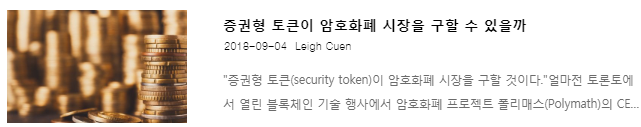 증권형 토큰이 암호화폐 시장을 구할 수 있을까
2018-09-04 Leigh Cuen
"증권형 토큰(security token)이 암호화폐 시장을 구할 것이다."얼마전 토론토에
서 열린 블록체인 기술 행사에서 암호화폐 프로젝트 폴리매스(Polymath)의 CE...